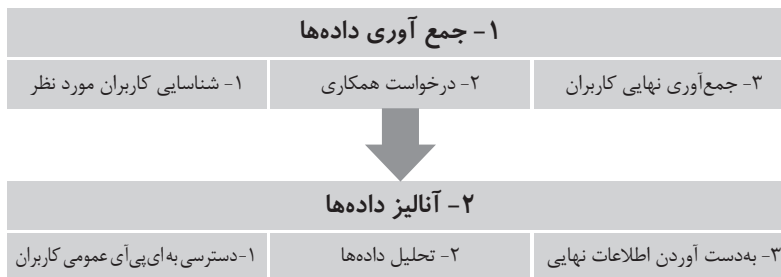 ۱- جمع آوری داده‌ها
۱- شناسایی کاربران مورد نظر
۲- درخواست همکاری
۳- جمع‌آوری نهایی کاربران
۲- آنالیز داده‌ها
۱-دسترسی به ای‌پی‌آی عمومی کاربران
۲- تحلیل داده‌ها
۳- به‌دست آوردن اطلاعات نهایی